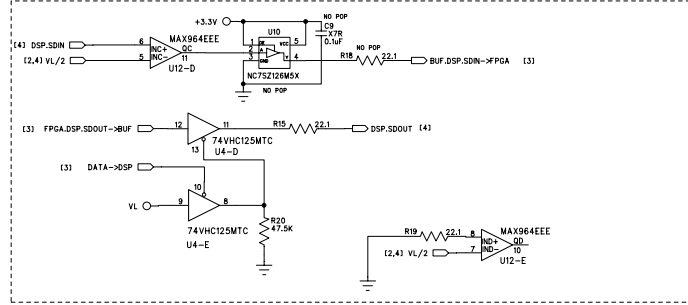 +3.3V
NO POP
C9
X7R
0.1uF
U10
1 OE VCC 5
2 A
3 GND Y 4
NC7SZ126M5X
NO POP
[4] DSP.SDIN
6 INC+ QC
[2,4] VL/2
5 INC- 11
MAX964EEE
U12-D
NO POP
R18 22.1
BUF.DSP.SDIN->FPGA [3]
[3] FPGA.DSP.SDOUT->BUF
12 11
13
74VHC125MTC
U4-D
R15 22.1
DSP.SDOUT [4]
[3] DATA->DSP
10
VL 9 8
74VHC125MTC
U4-E
R20
47.5K
R19 22.1
8 IND+ QD
[2,4] VL/2
7 IND- 10
MAX964EEE
U12-E